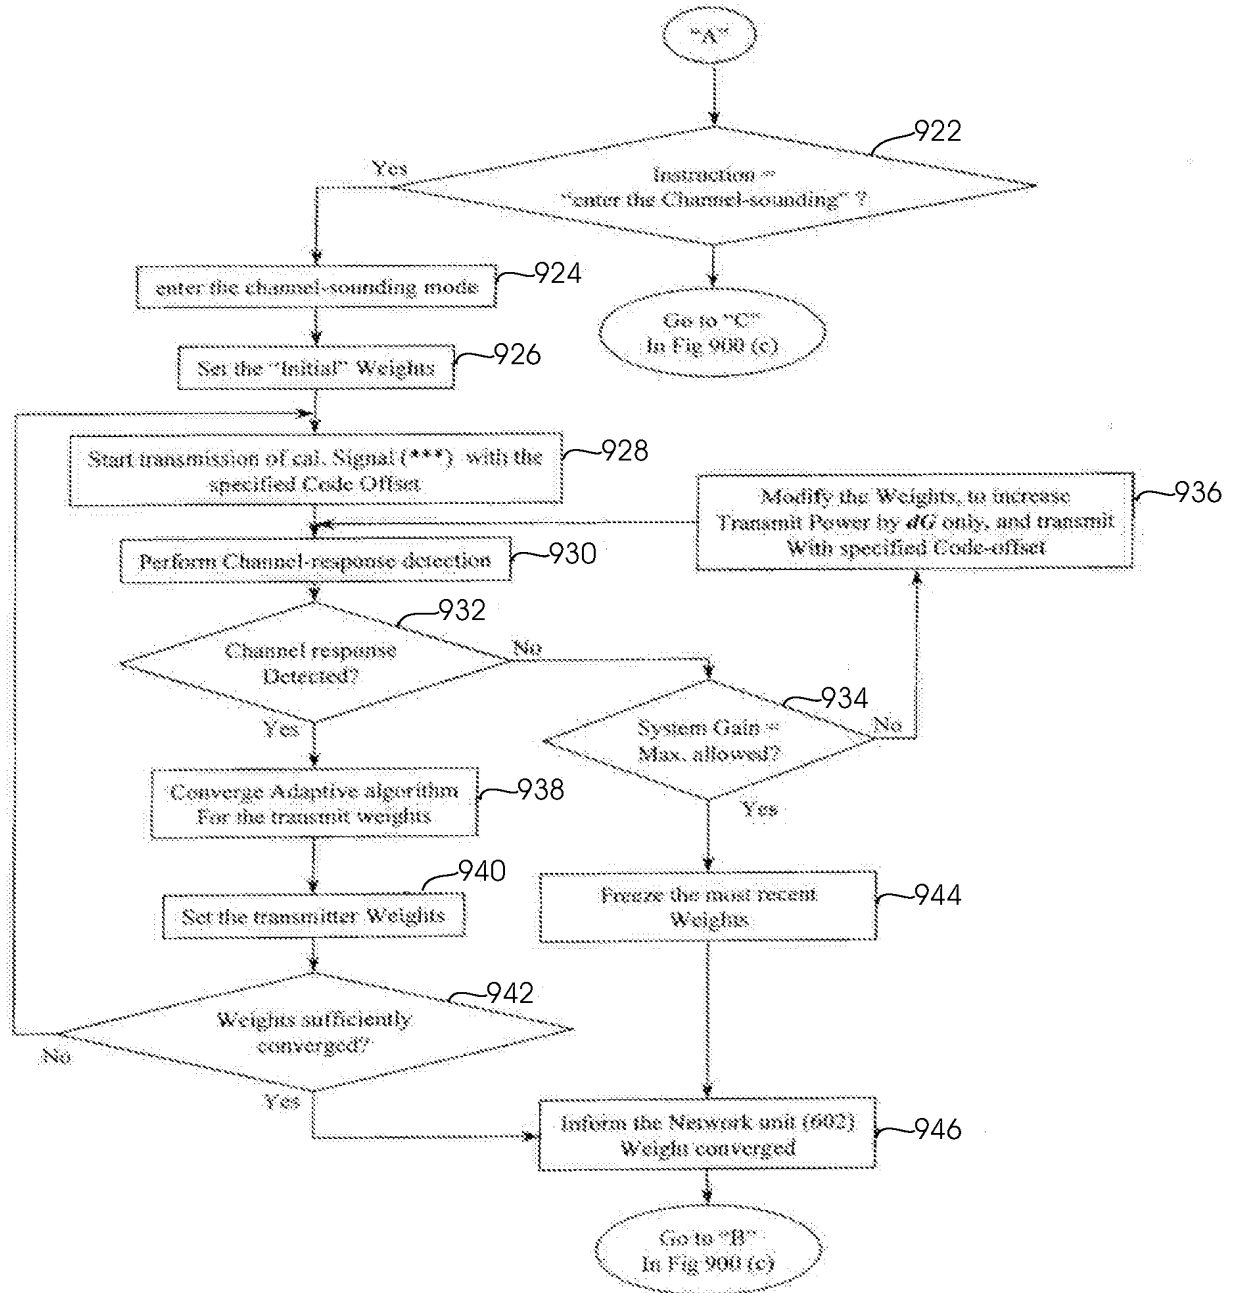 "A"
922
Yes
Instruction =
"enter the Channel-sounding" ?
924
enter the channel-sounding mode
Go to "C"
In Fig 900 (c)
926
Set the "Initial" Weights
928
Start transmission of cal. Signal (***) with the
specified Code Offset
936
Modify the Weights, to increase
Transmit Power by dG only, and transmit
With specified Code-offset
930
Perform Channel-response detection
932
No
Channel response
Detected?
934
Yes
System Gain =
Max. allowed?
No
938
Converge Adaptive algorithm
For the transmit weights
Yes
940
Set the transmitter Weights
944
Freeze the most recent
Weights
942
Weights sufficiently
converged?
No
Yes
946
Inform the Network unit (602)
Weight converged
Go to "B"
In Fig 900 (c)